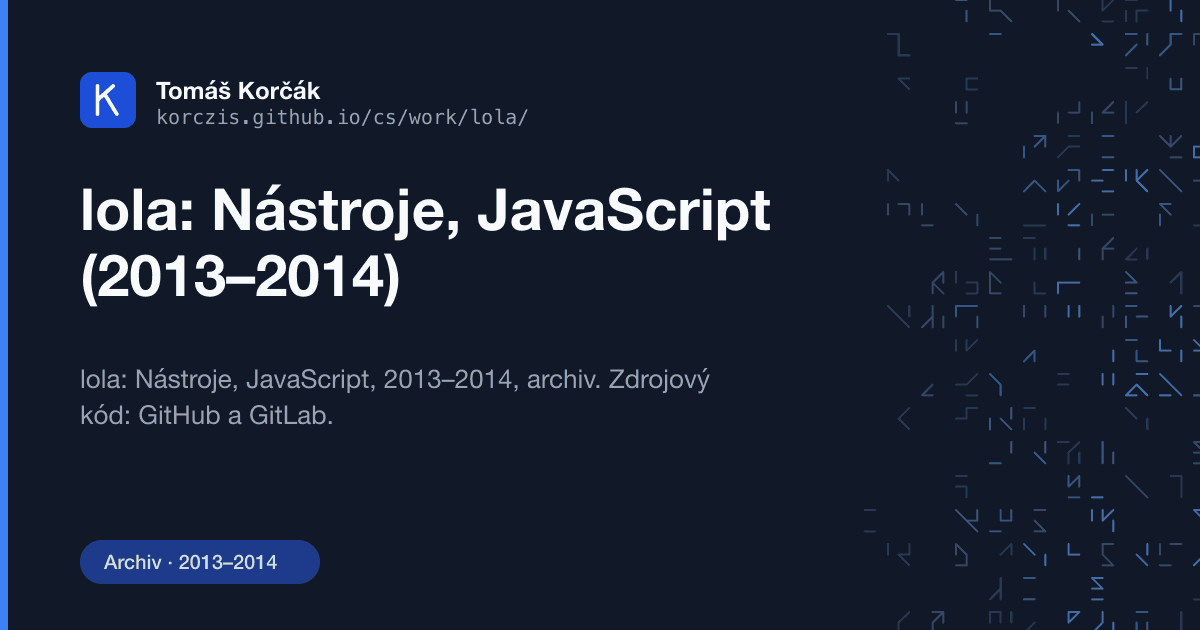 Tomáš Korčák
korczis.github.io/cs/work/lola/
lola: Nástroje, JavaScript
(2013–2014)
lola: Nástroje, JavaScript, 2013–2014, archiv. Zdrojový
kód: GitHub a GitLab.
Archiv · 2013–2014